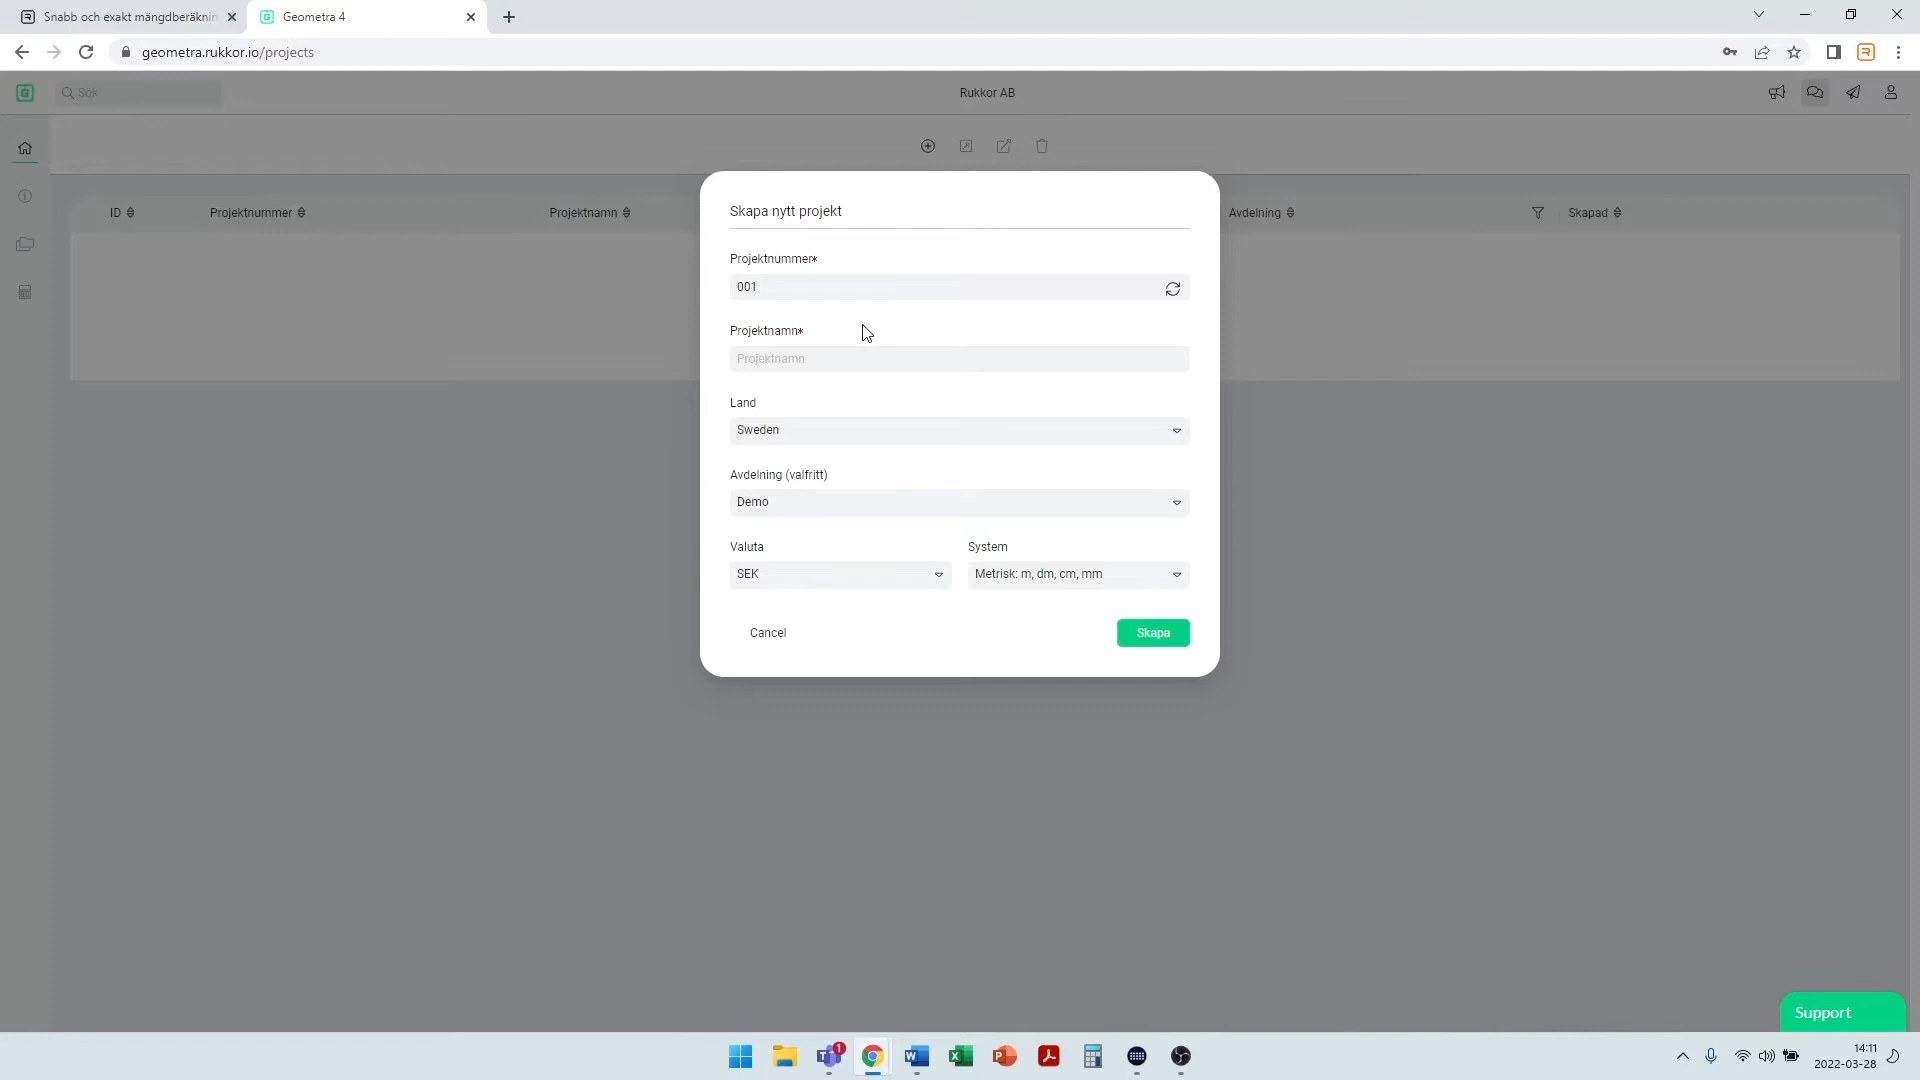 Snabb och exakt mängdberäknin
Geometra 4
geometra.rukkor.io/projects
Sök
Rukkor AB
ID
Projektnummer
Projektnamn
Avdelning
Skapad
Skapa nytt projekt
Projektnummer*
001
Projektnamn*
Projektnamn
Land
Sweden
Avdelning (valfritt)
Demo
Valuta
System
SEK
Metrisk: m, dm, cm, mm
Cancel
Skapa
Support
1
14:11
2022-03-28